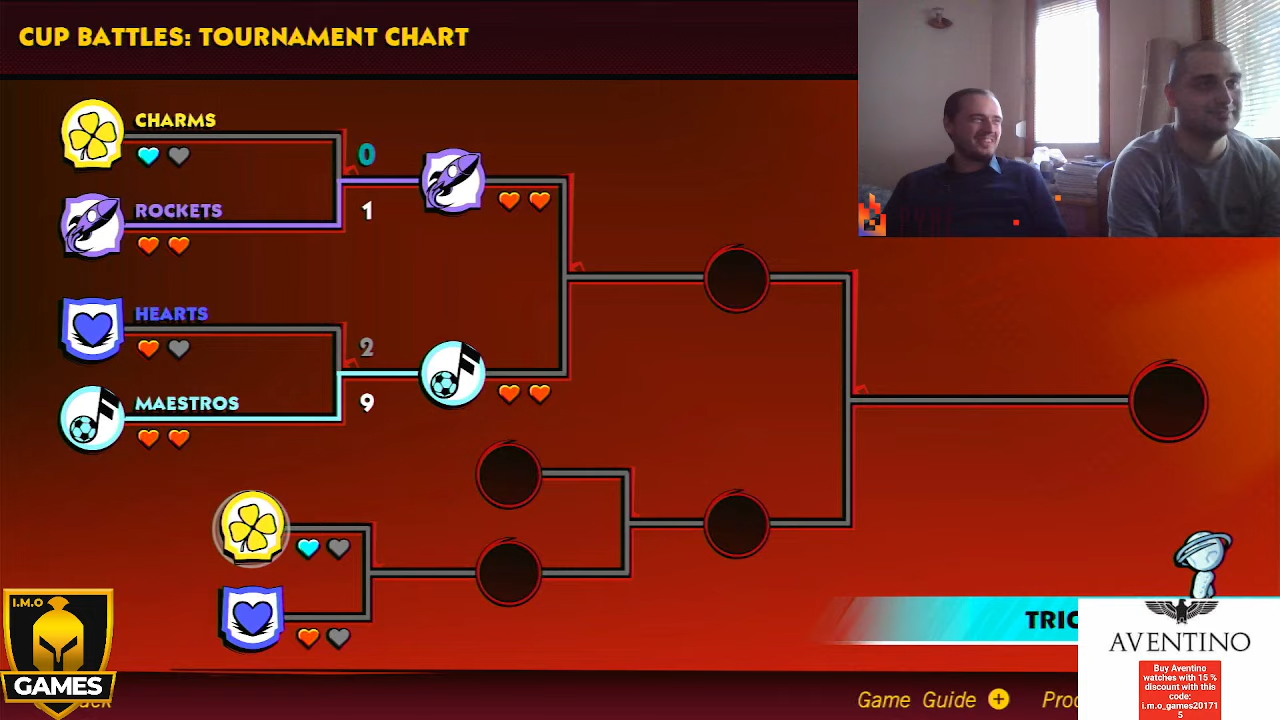 CUP BATTLES: TOURNAMENT CHART
CHARMS
0
ROCKETS
1
HEARTS
2
MAESTROS
9
TRIC
I.M.O
GAMES
AVENTINO
Buy Aventino
watches with 15 %
discount with this
code:
i.m.o_games20171
5
Game Guide +